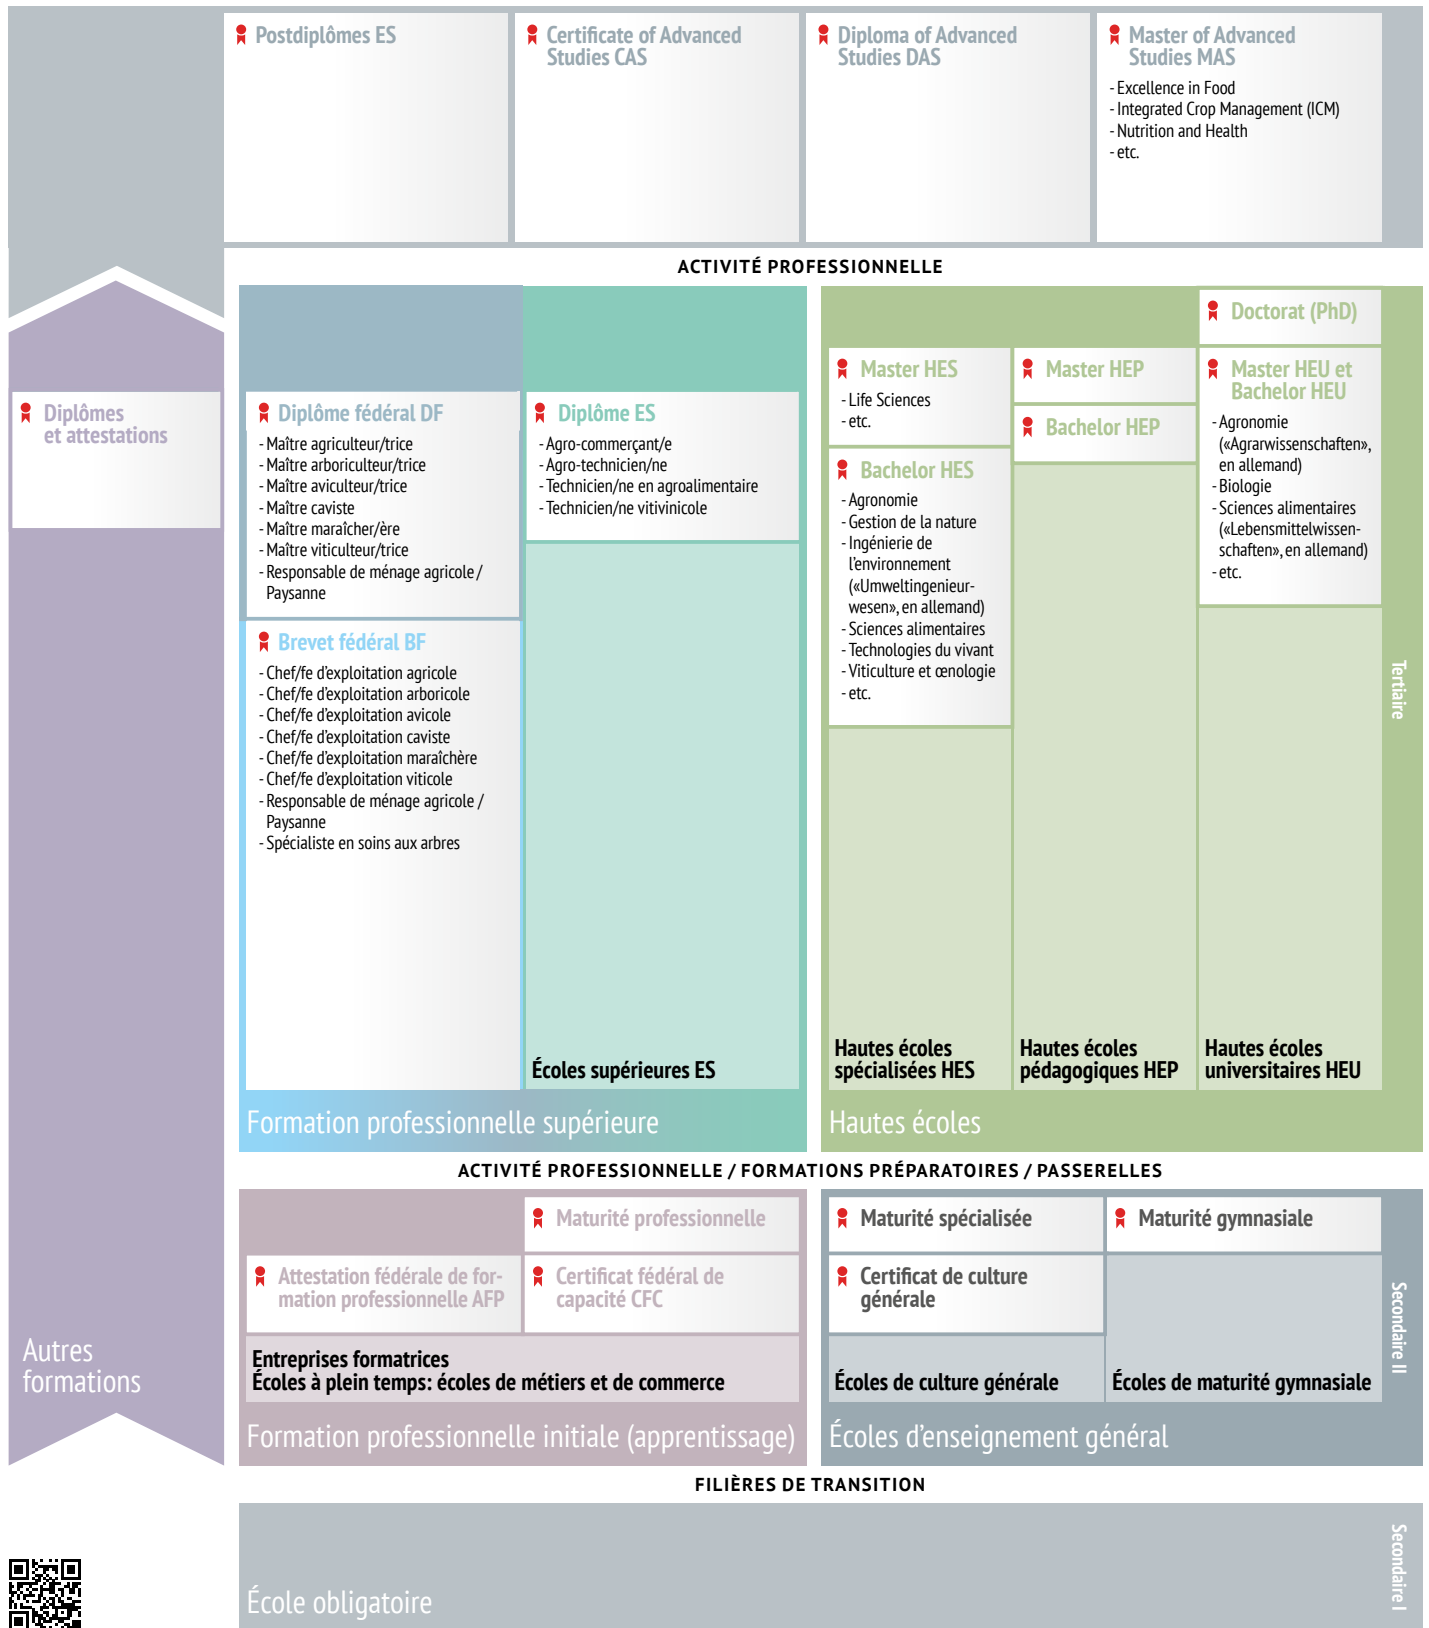 Postdiplômes ES
Certificate of Advanced
Studies CAS
Diploma of Advanced
Studies DAS
Master of Advanced
Studies MAS
- Excellence in Food
- Integrated Crop Management (ICM)
- Nutrition and Health
- etc.
ACTIVITÉ PROFESSIONNELLE
Diplômes
et attestations
Autres
formations
Diplôme fédéral DF
- Maître agriculteur/trice
- Maître arboriculteur/trice
- Maître aviculteur/trice
- Maître caviste
- Maître maraîcher/ère
- Maître viticulteur/trice
- Responsable de ménage agricole /
Paysanne
Brevet fédéral BF
- Chef/fe d'exploitation agricole
- Chef/fe d'exploitation arboricole
- Chef/fe d'exploitation avicole
- Chef/fe d'exploitation caviste
- Chef/fe d'exploitation maraîchère
- Chef/fe d'exploitation viticole
- Responsable de ménage agricole /
Paysanne
- Spécialiste en soins aux arbres
Diplôme ES
- Agro-commerçant/e
- Agro-technicien/ne
- Technicien/ne en agroalimentaire
- Technicien/ne vitivinicole
Écoles supérieures ES
Formation professionnelle supérieure
Master HES
- Life Sciences
- etc.
Bachelor HES
- Agronomie
- Gestion de la nature
- Ingénierie de
l'environnement
(«Umweltingenieur-
wesen», en allemand)
- Sciences alimentaires
- Technologies du vivant
- Viticulture et œnologie
- etc.
Hautes écoles
spécialisées HES
Master HEP
Bachelor HEP
Hautes écoles
pédagogiques HEP
Doctorat (PhD)
Master HEU et
Bachelor HEU
- Agronomie
(«Agrarwissenschaften»,
en allemand)
- Biologie
- Sciences alimentaires
(«Lebensmittelwissen-
schaften», en allemand)
- etc.
Hautes écoles
universitaires HEU
Hautes écoles
Tertiaire
ACTIVITÉ PROFESSIONNELLE / FORMATIONS PRÉPARATOIRES / PASSERELLES
Maturité professionnelle
Attestation fédérale de for-
mation professionnelle AFP
Certificat fédéral de
capacité CFC
Entreprises formatrices
Écoles à plein temps: écoles de métiers et de commerce
Formation professionnelle initiale (apprentissage)
Maturité spécialisée
Certificat de culture
générale
Écoles de culture générale
Maturité gymnasiale
Écoles de maturité gymnasiale
Écoles d'enseignement général
Secondaire II
FILIÈRES DE TRANSITION
École obligatoire
Secondaire I